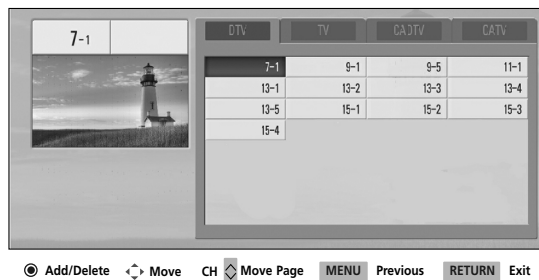 7-1
DTV TV CADTV CATV
7-1 9-1 9-5 11-1
13-1 13-2 13-3 13-4
13-5 15-1 15-2 15-3
15-4
Add/Delete Move CH Move Page MENU Previous RETURN Exit